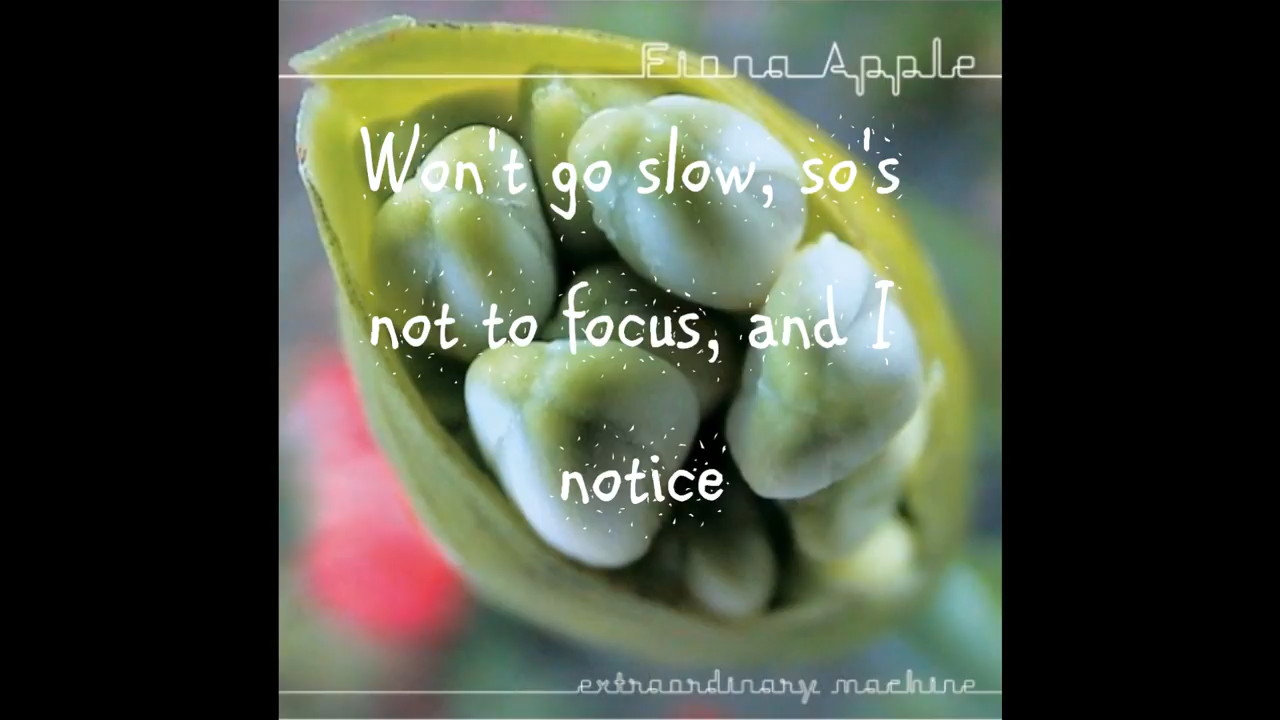 Fiona Apple
Won't go slow, so's
not to focus, and I
notice
extraordinary machine